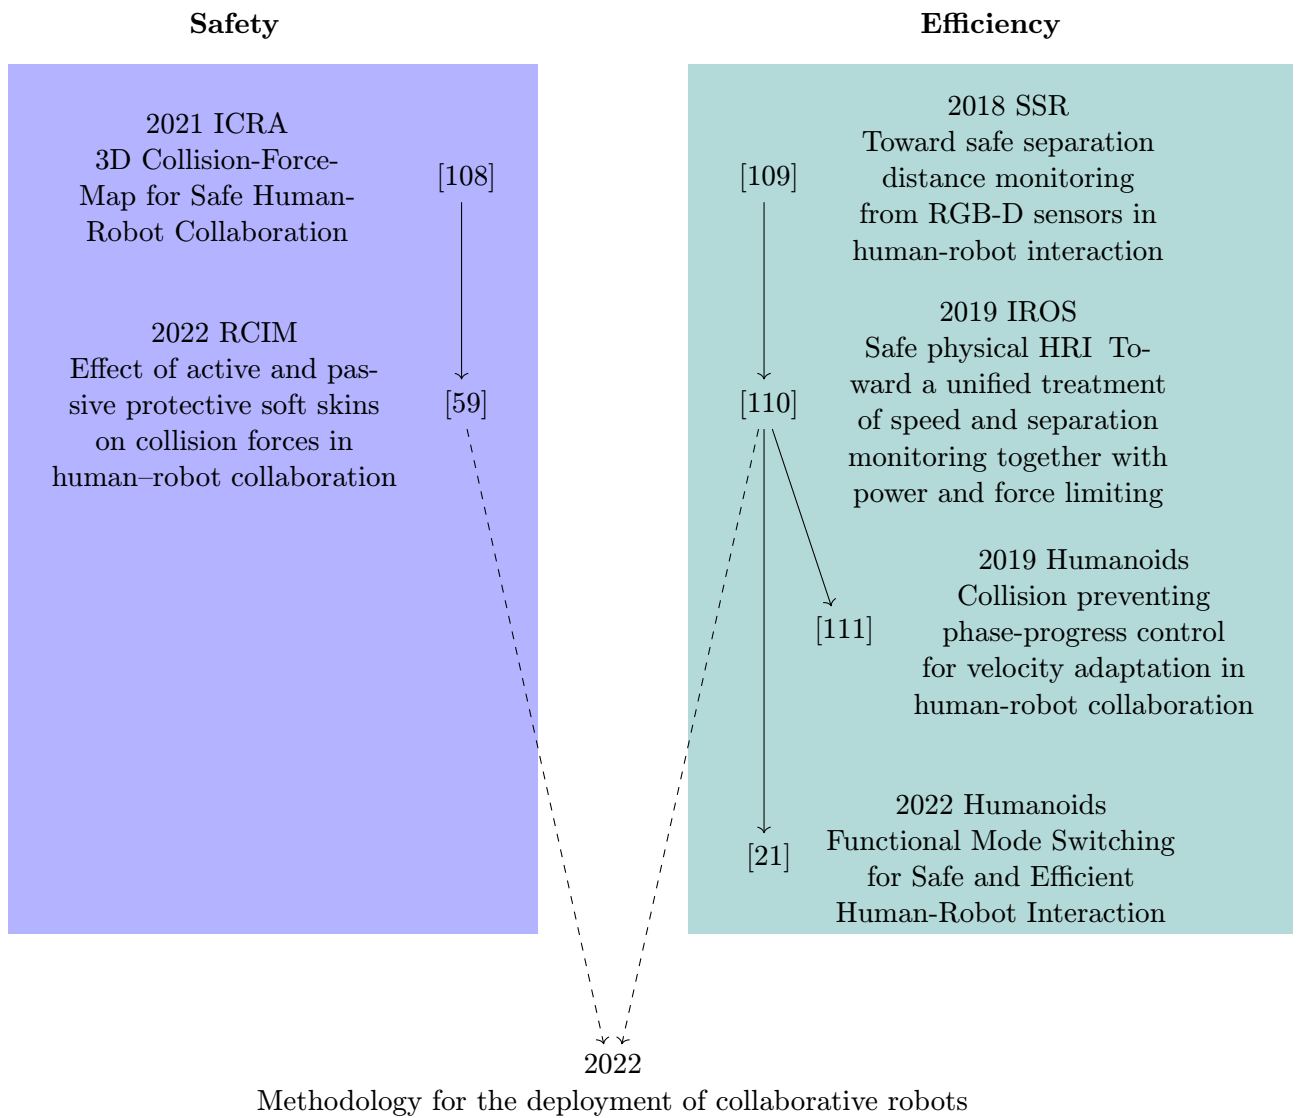 Safety
Efficiency
2021 ICRA
3D Collision-Force-
Map for Safe Human-
Robot Collaboration
[108]
2022 RCIM
Effect of active and pas-
sive protective soft skins
on collision forces in
human–robot collaboration
[59]
[109]
2018 SSR
Toward safe separation
distance monitoring
from RGB-D sensors in
human-robot interaction
[110]
2019 IROS
Safe physical HRI To-
ward a unified treatment
of speed and separation
monitoring together with
power and force limiting
[111]
2019 Humanoids
Collision preventing
phase-progress control
for velocity adaptation in
human-robot collaboration
[21]
2022 Humanoids
Functional Mode Switching
for Safe and Efficient
Human-Robot Interaction
2022
Methodology for the deployment of collaborative robots